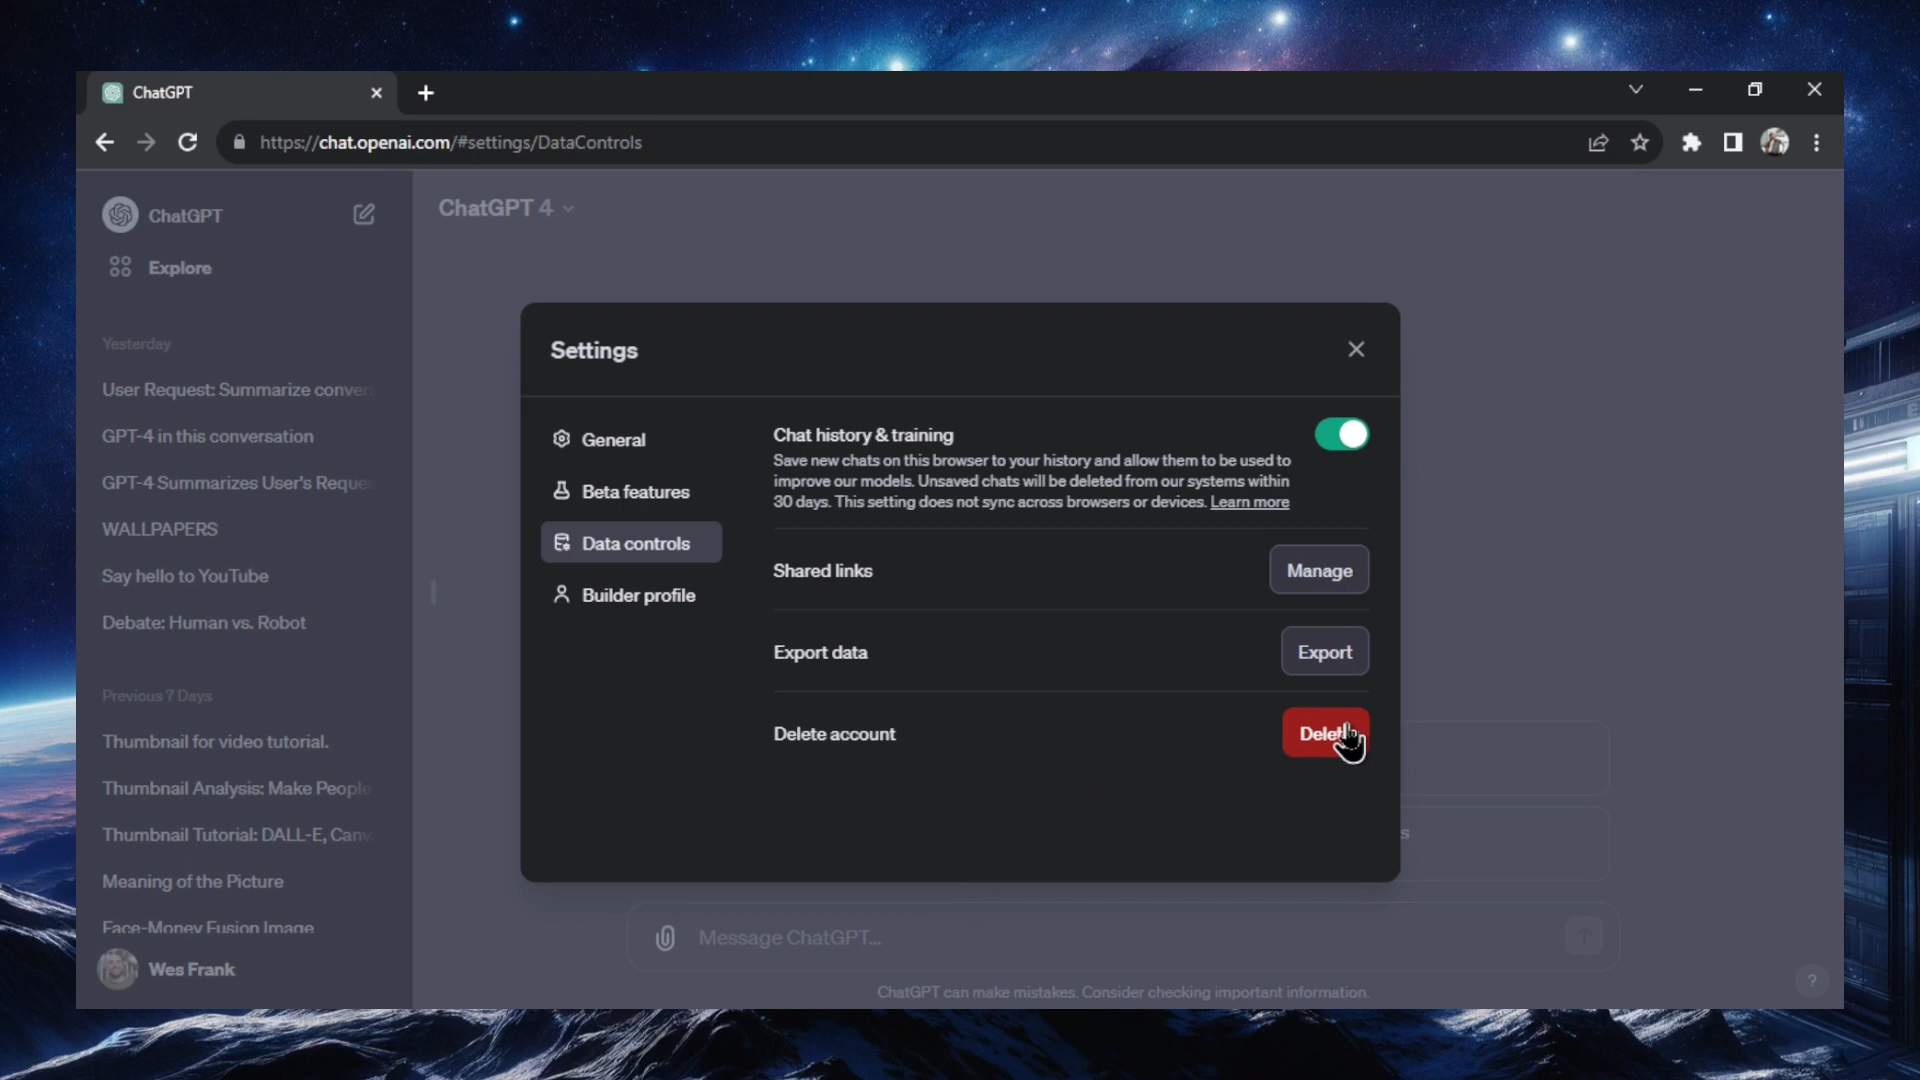 ChatGPT
https://chat.openai.com/#settings/DataControls
ChatGPT
Explore
Yesterday
User Request: Summarize conver
GPT-4 in this conversation
GPT-4 Summarizes User's Reque
WALLPAPERS
Say hello to YouTube
Debate: Human vs. Robot
Previous 7 Days
Thumbnail for video tutorial.
Thumbnail Analysis: Make People
Thumbnail Tutorial: DALL-E, Canv
Meaning of the Picture
Face-Money Fusion Image
Wes Frank
ChatGPT 4
Settings
General
Beta features
Data controls
Builder profile
Chat history & training
Save new chats on this browser to your history and allow them to be used to
improve our models. Unsaved chats will be deleted from our systems within
30 days. This setting does not sync across browsers or devices. Learn more
Shared links
Manage
Export data
Export
Delete account
Delete
s
Message ChatGPT...
ChatGPT can make mistakes. Consider checking important information.
?